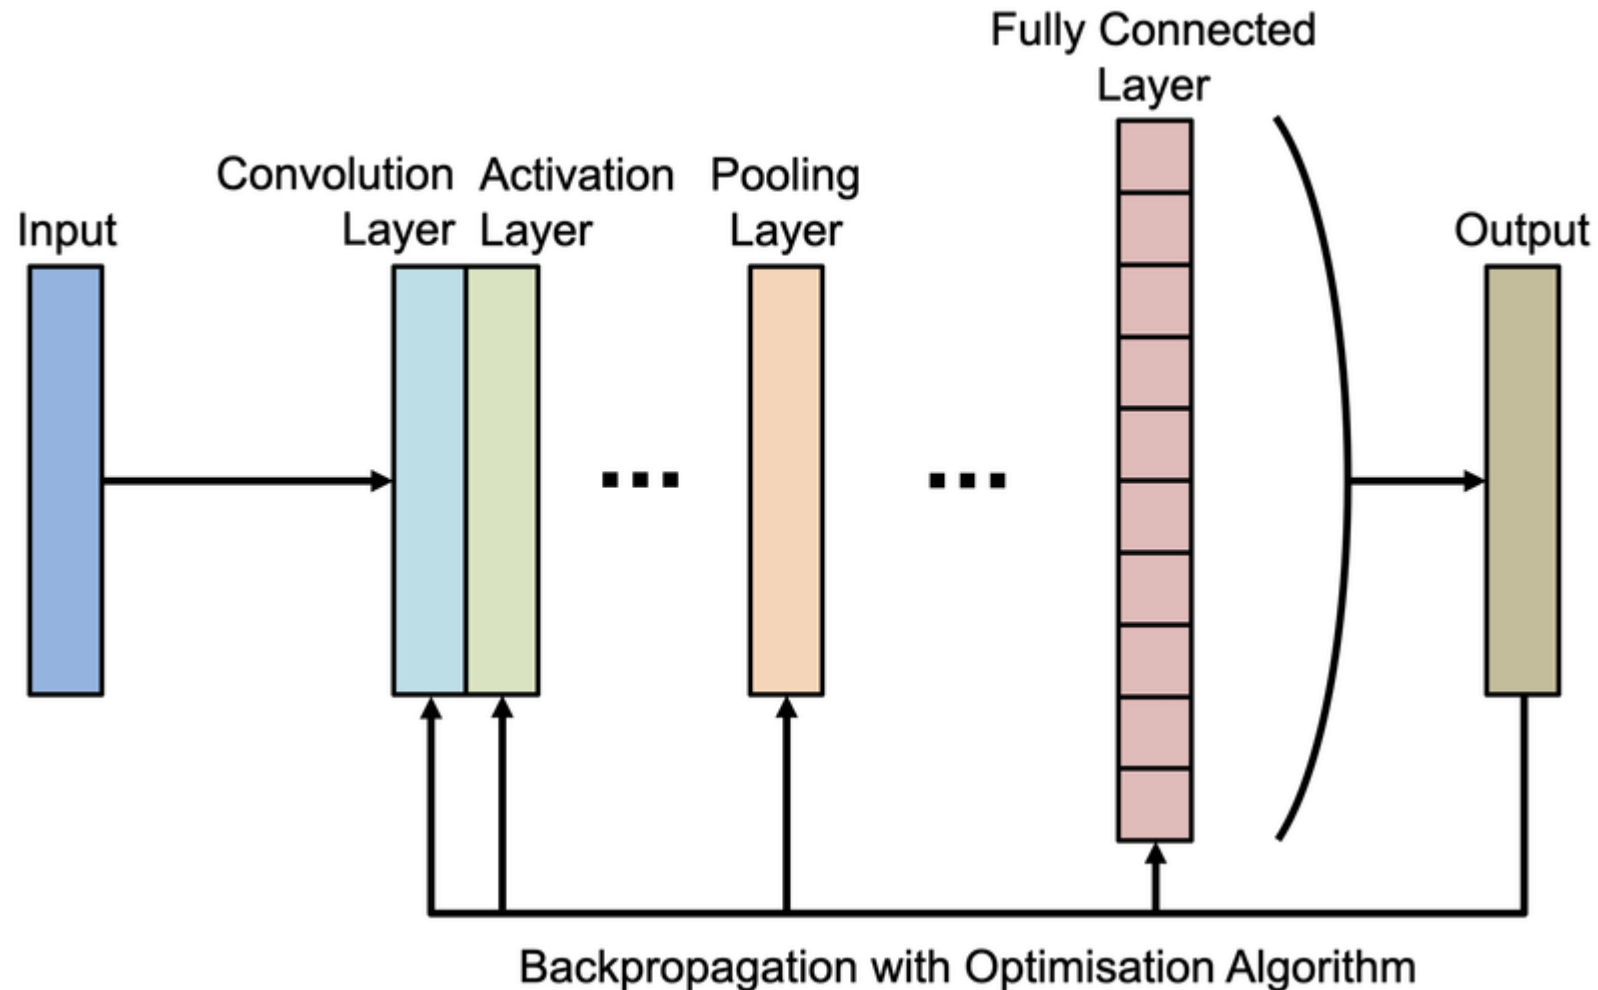 Fully Connected
Layer
Convolution
Layer
Activation
Layer
Pooling
Layer
Input
Output
Backpropagation with Optimisation Algorithm